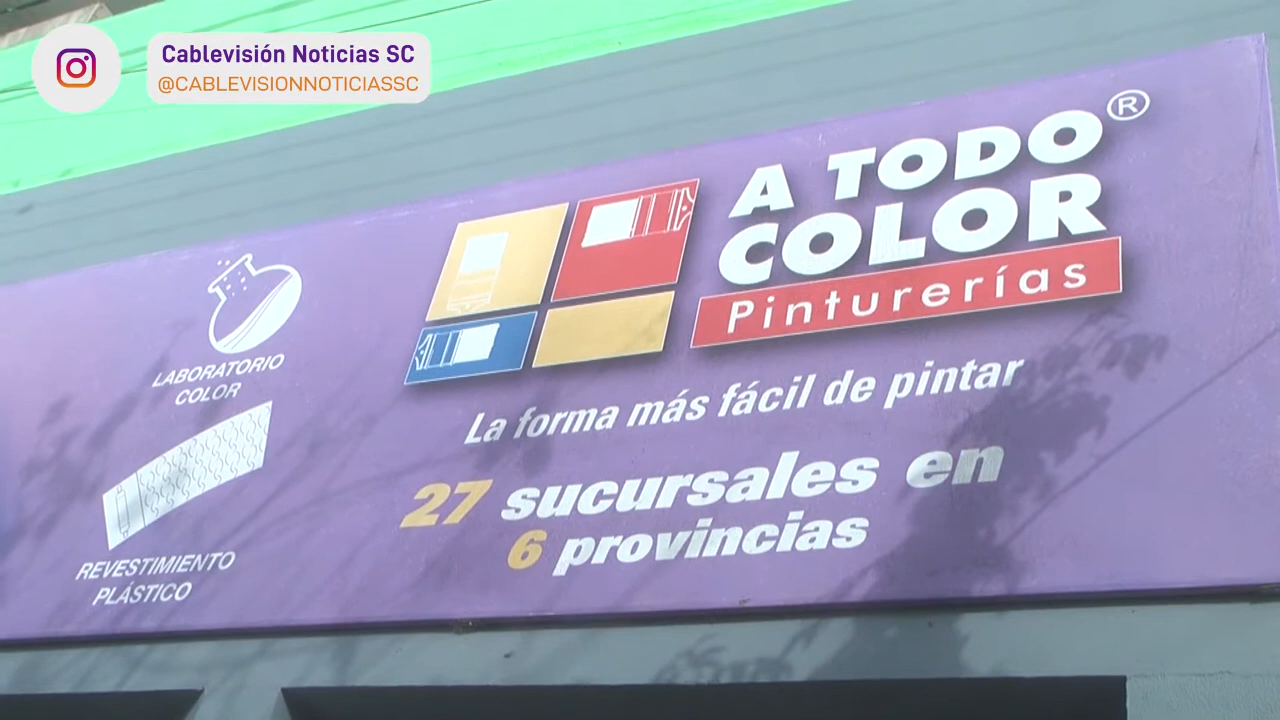 Cablevisión Noticias SC
@CABLEVISIONNOTICIASSC
A TODO
COLOR®
Pinturerías
La forma más fácil de pintar
27 sucursales en
6 provincias
LABORATORIO
COLOR
REVESTIMIENTO
PLÁSTICO